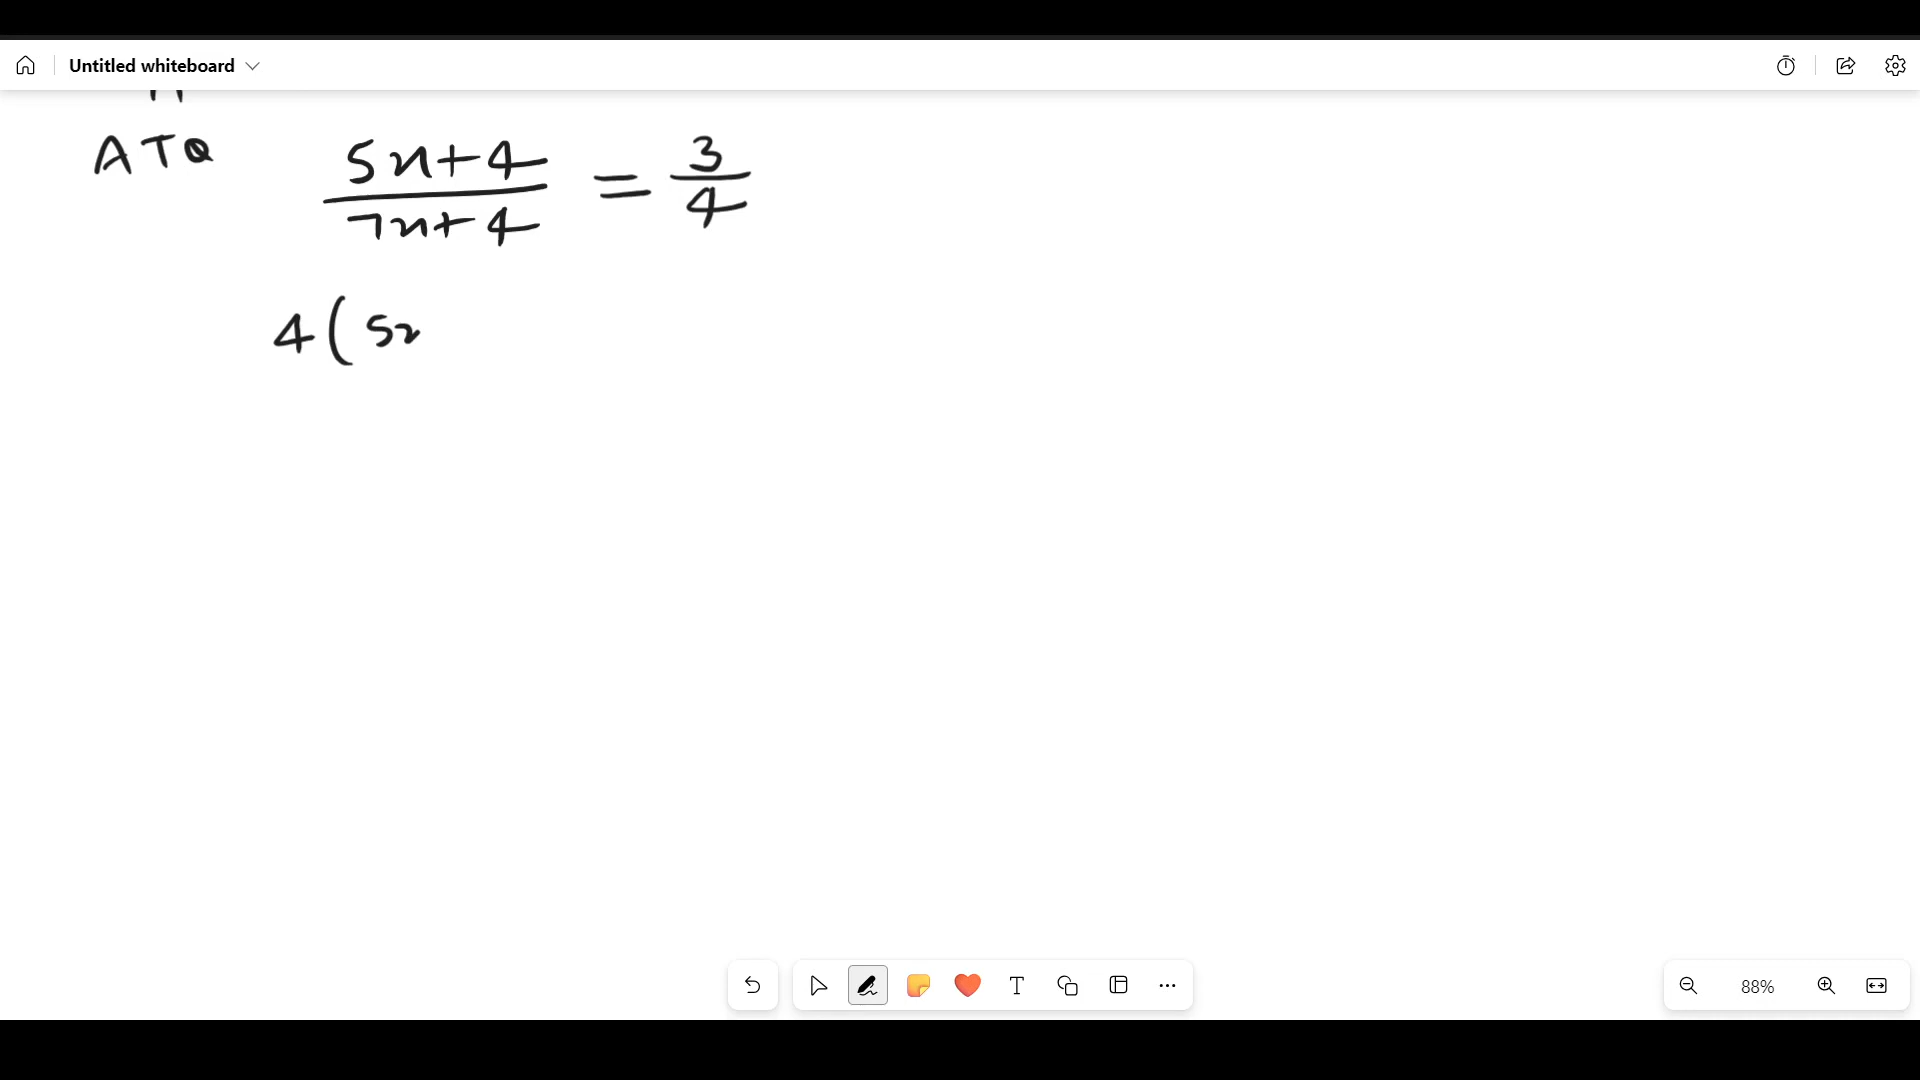 Untitled whiteboard
ATQ
5x+4 / 7x+4 = 3/4
4(5x
T
88%